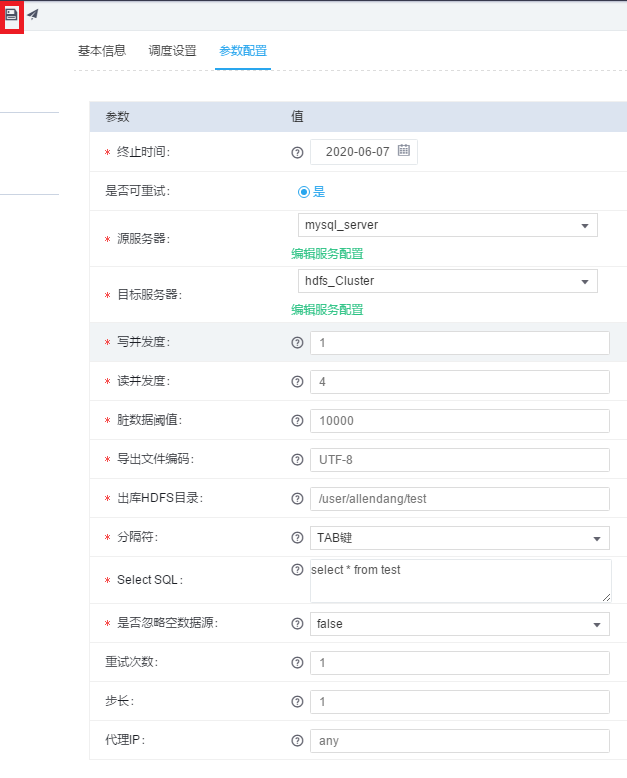 基本信息 调度设置 参数配置
参数 值
* 终止时间: 2020-06-07
是否可重试: 是
* 源服务器: mysql_server
编辑服务配置
* 目标服务器: hdfs_Cluster
编辑服务配置
* 写并发度: 1
* 读并发度: 4
* 脏数据阈值: 10000
* 导出文件编码: UTF-8
* 出库HDFS目录: /user/allendang/test
* 分隔符: TAB键
* Select SQL: select * from test
* 是否忽略空数据源: false
重试次数: 1
步长: 1
代理IP: any